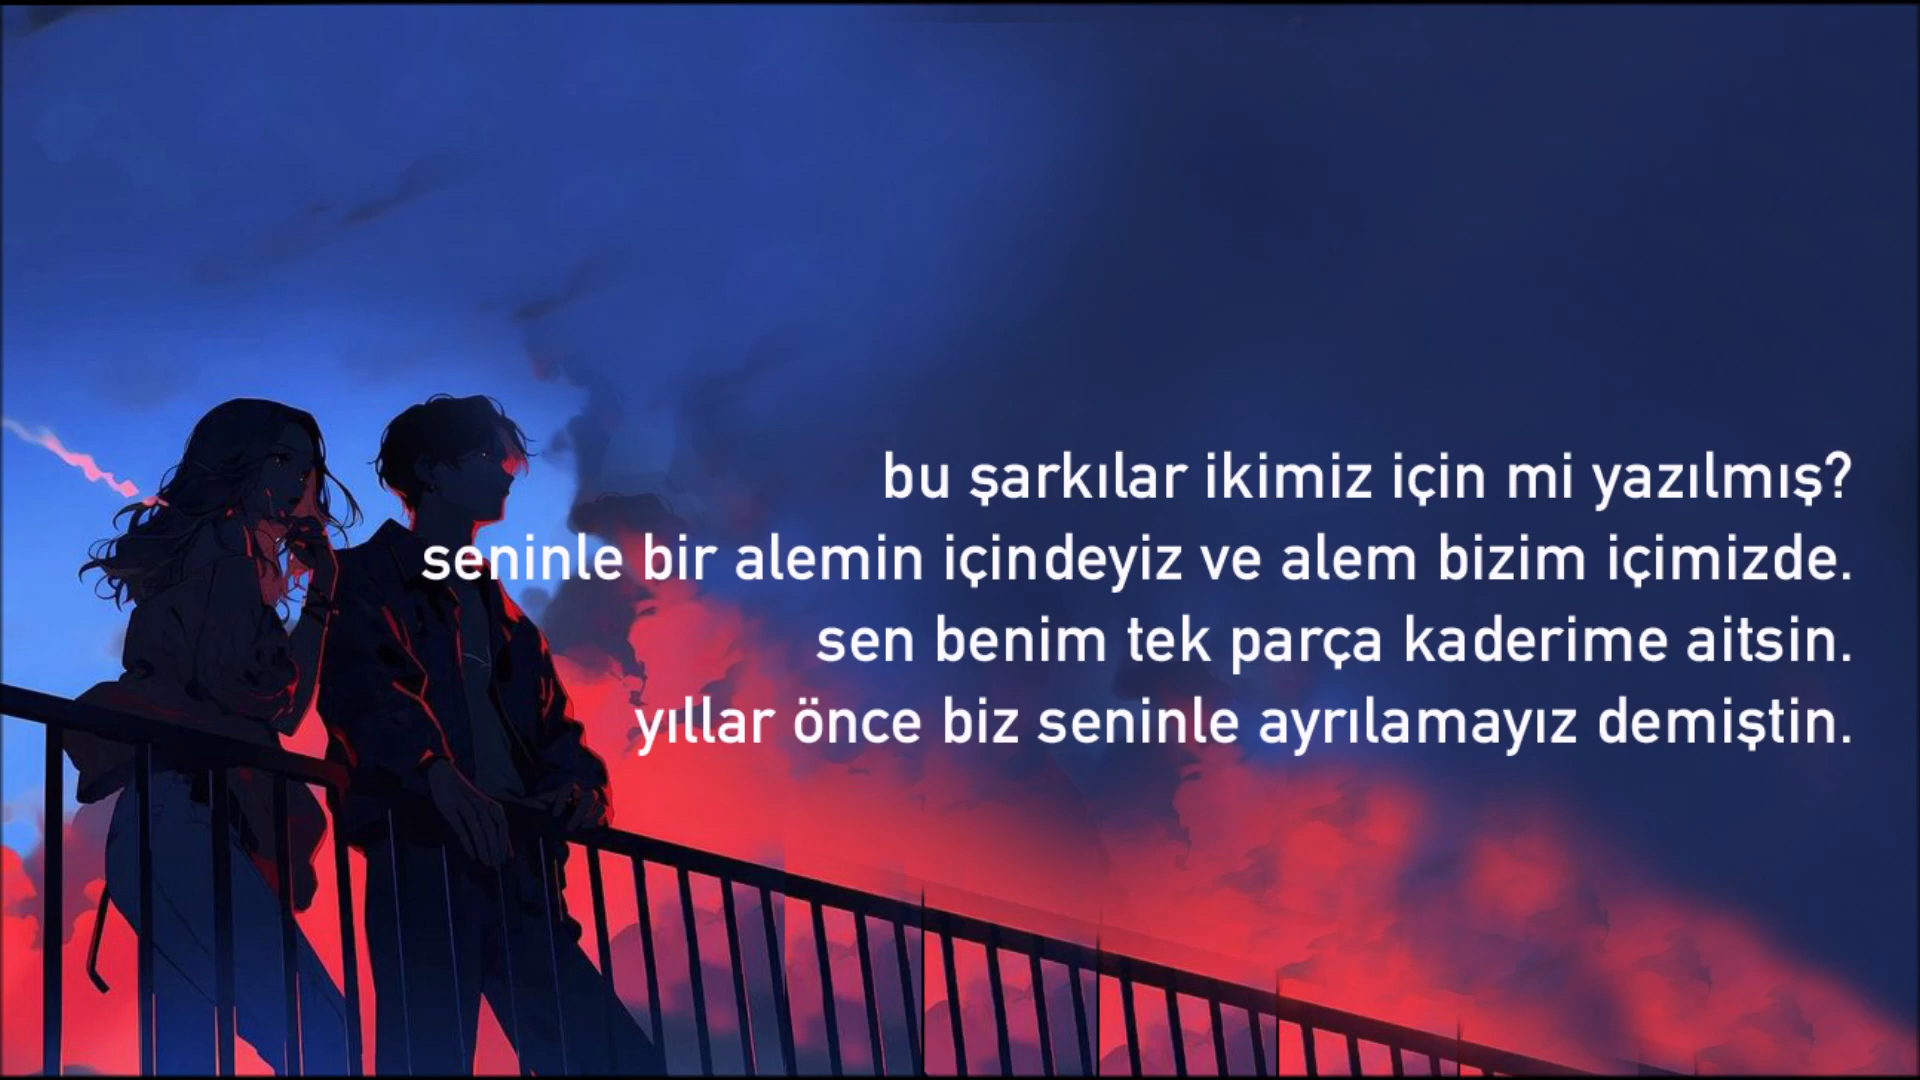 bu şarkılar ikimiz için mi yazılmış?
seninle bir alemin içindeyiz ve alem bizim içimizde.
sen benim tek parça kaderime aitsin.
yıllar önce biz seninle ayrılamayız demiştin.